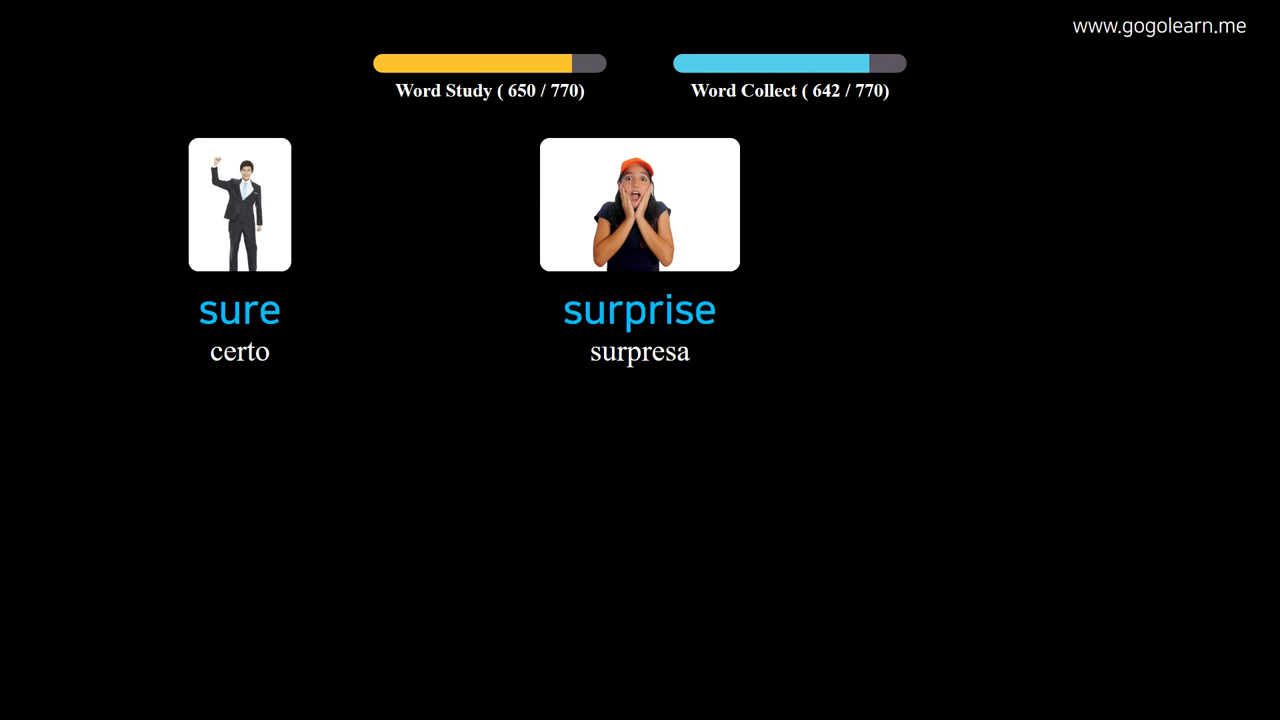 www.gogolearn.me
Word Study ( 650 / 770)
Word Collect ( 642 / 770)
sure
certo
surprise
surpresa